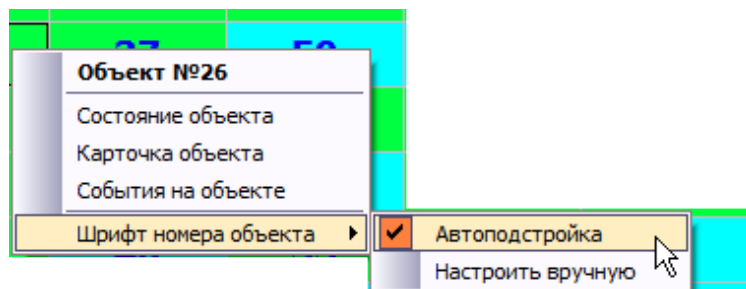 Объект №26
Состояние объекта
Карточка объекта
События на объекте
Шрифт номера объекта
Автоподстройка
Настроить вручную